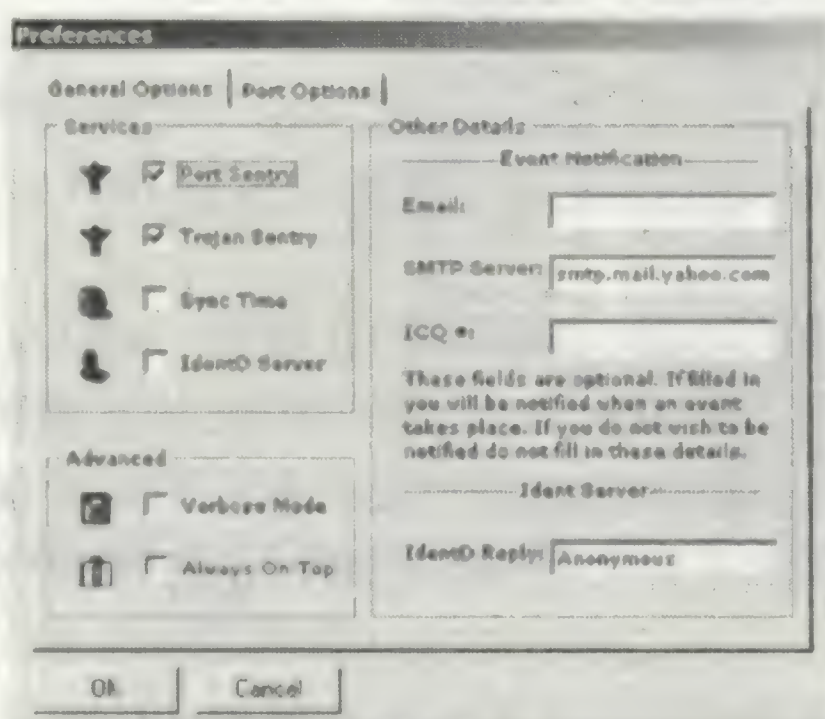 Preferences
General Options
Port Options
Services
Port Sentry
Trojan Sentry
Sync Time
IdentD Server
Advanced
Verbose Mode
Always On Top
Other Details
Event Notification
Email:
SMTP Server:
smtp.mail.yahoo.com
ICQ #:
These fields are optional. If filled in
you will be notified when an event
takes place. If you do not wish to be
notified do not fill in these details.
Ident Server
IdentD Reply:
Anonymous
OK
Cancel